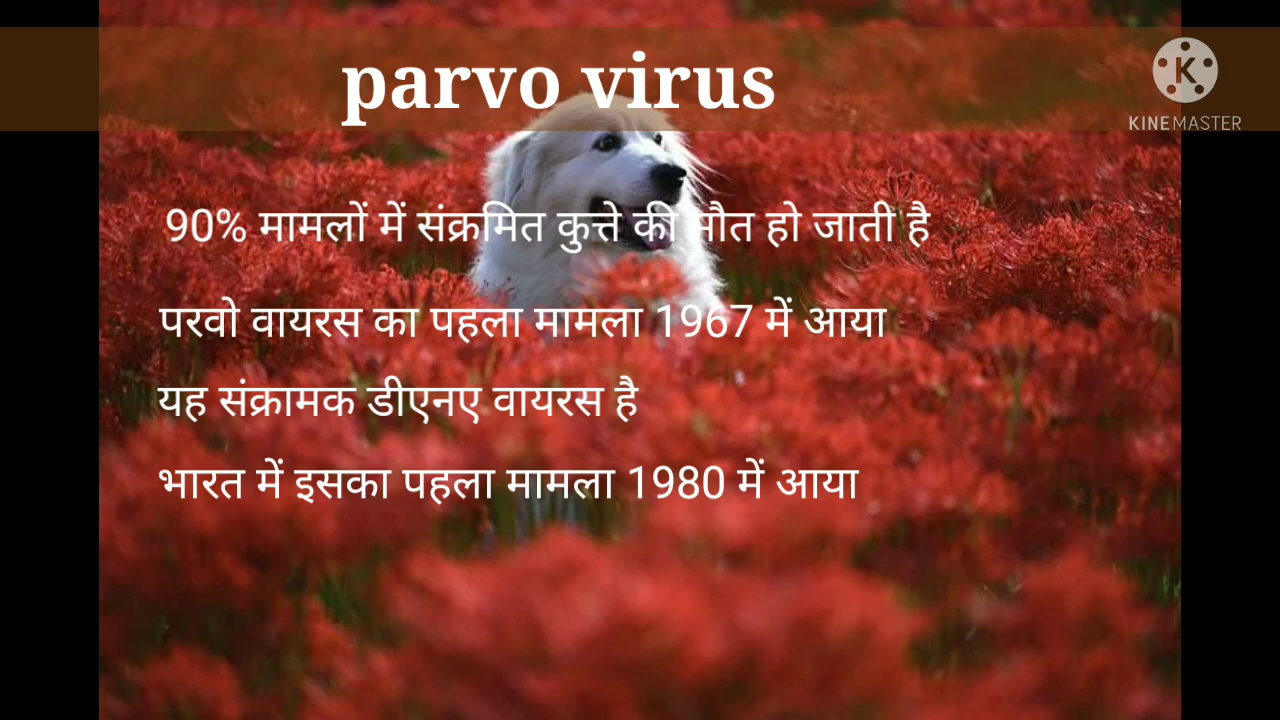 parvo virus
KINEMASTER
90% मामलों में संक्रमित कुत्ते की मौत हो जाती है
परवो वायरस का पहला मामला 1967 में आया
यह संक्रामक डीएनए वायरस है
भारत में इसका पहला मामला 1980 में आया